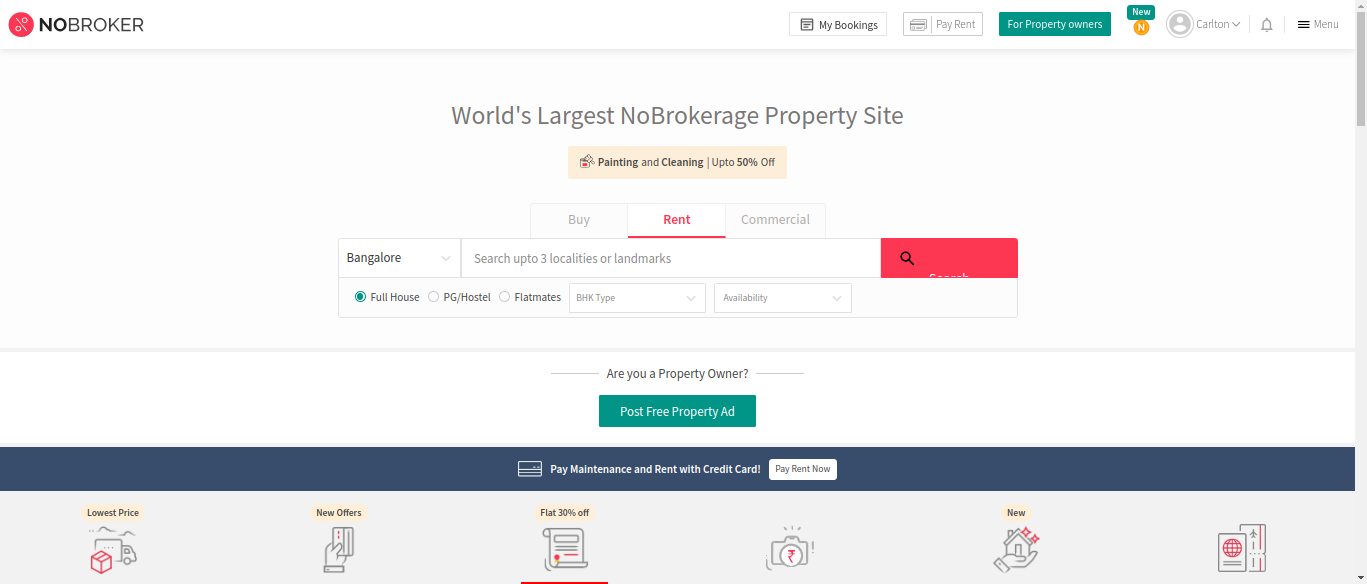 NOBROKER
My Bookings
Pay Rent
For Property owners
New
N
Carlton
Menu
World's Largest NoBrokerage Property Site
Painting and Cleaning | Upto 50% Off
Buy
Rent
Commercial
Bangalore
Search upto 3 localities or landmarks
Search
Full House
PG/Hostel
Flatmates
BHK Type
Availability
Are you a Property Owner?
Post Free Property Ad
Pay Maintenance and Rent with Credit Card!
Pay Rent Now
Lowest Price
New Offers
Flat 30% off
New